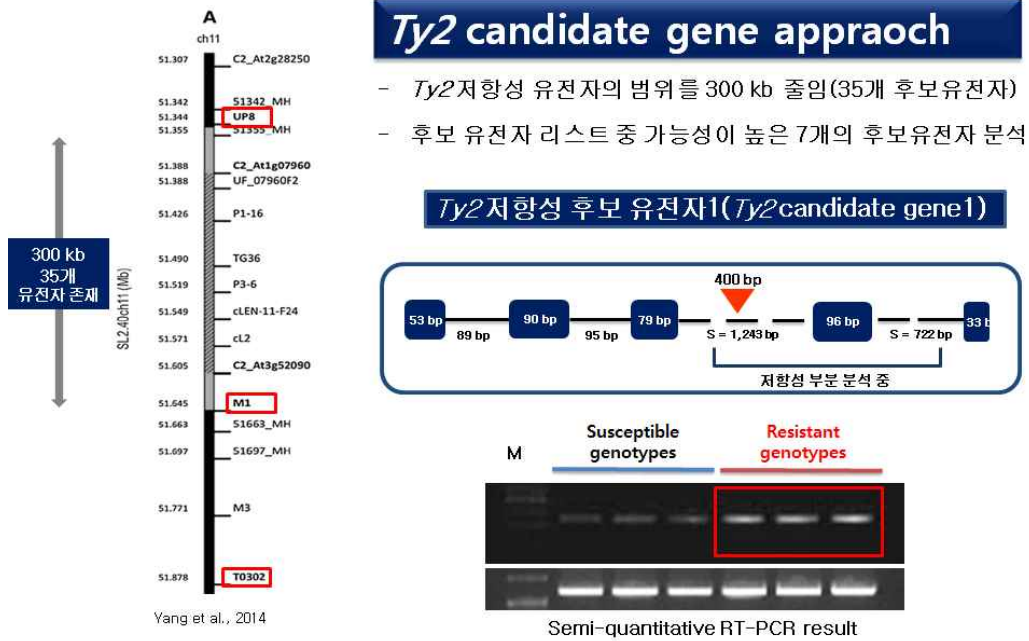 A
ch11
51.307 C2_At2g28250
51.342 S1342_MH
51.344 UP8
51.355 S1355_MH
51.388 C2_At1g07960
51.388 UF_07960F2
51.426 P1-16
51.490 TG36
51.519 P3-6
51.549 cLEN-11-F24
51.571 cL2
51.605 C2_At3g52090
51.645 M1
51.663 S1663_MH
51.697 S1697_MH
51.771 M3
51.878 T0302
SL2.40ch11 (Mb)
300 kb
35개
유전자 존재
Yang et al., 2014
Ty2 candidate gene appraoch
- Ty2 저항성 유전자의 범위를 300 kb 줄임(35개 후보유전자)
- 후보 유전자 리스트 중 가능성이 높은 7개의 후보유전자 분석
Ty2 저항성 후보 유전자1(Ty2 candidate gene1)
400 bp
53 bp 90 bp 79 bp 96 bp 33 b
89 bp 95 bp S = 1,243 bp S = 722 bp
저항성 부분 분석 중
M
Susceptible
genotypes
Resistant
genotypes
Semi-quantitative RT-PCR result